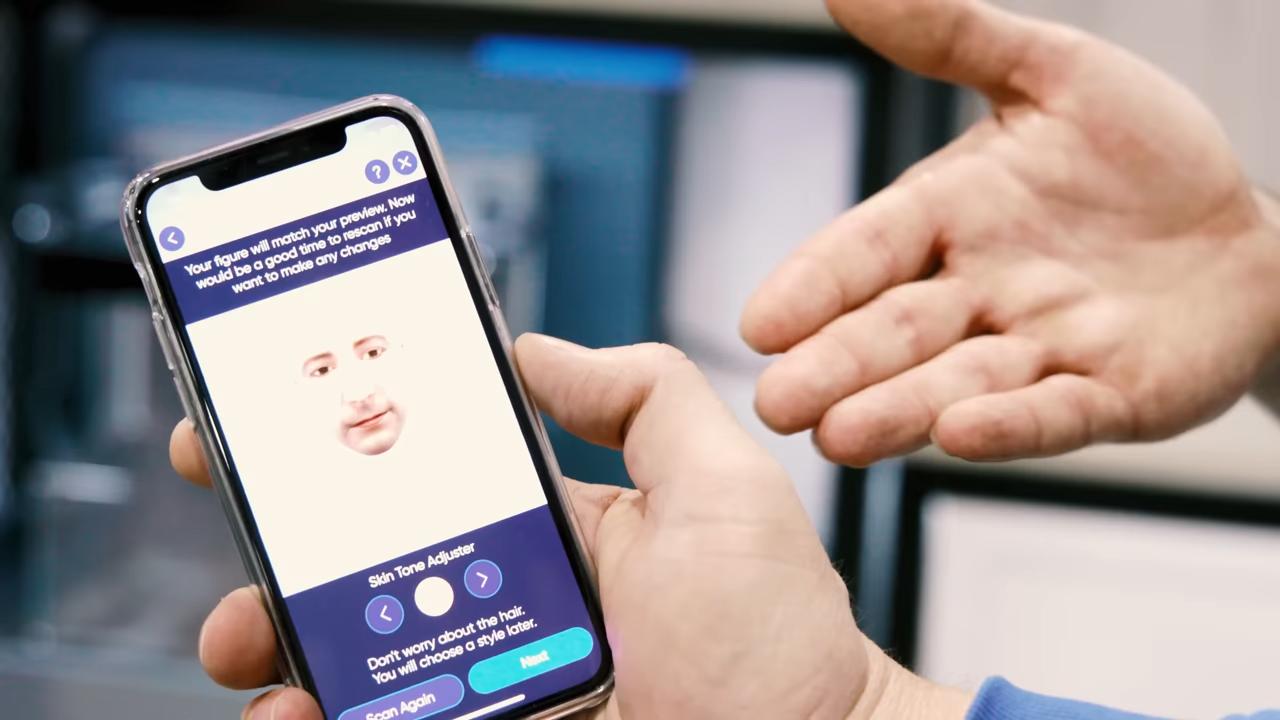 ?
Your figure will match your preview. Now
would be a good time to rescan if you
want to make any changes
Skin Tone Adjuster
Don't worry about the hair.
You will choose a style later.
Next
Scan Again